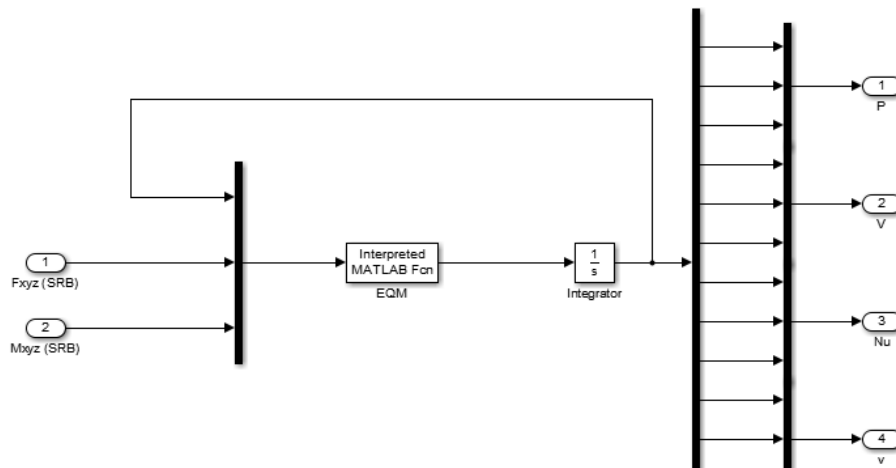 1
Fxyz (SRB)
2
Mxyz (SRB)
Interpreted
MATLAB Fcn
EQM
1
s
Integrator
1
P
2
V
3
Nu
4